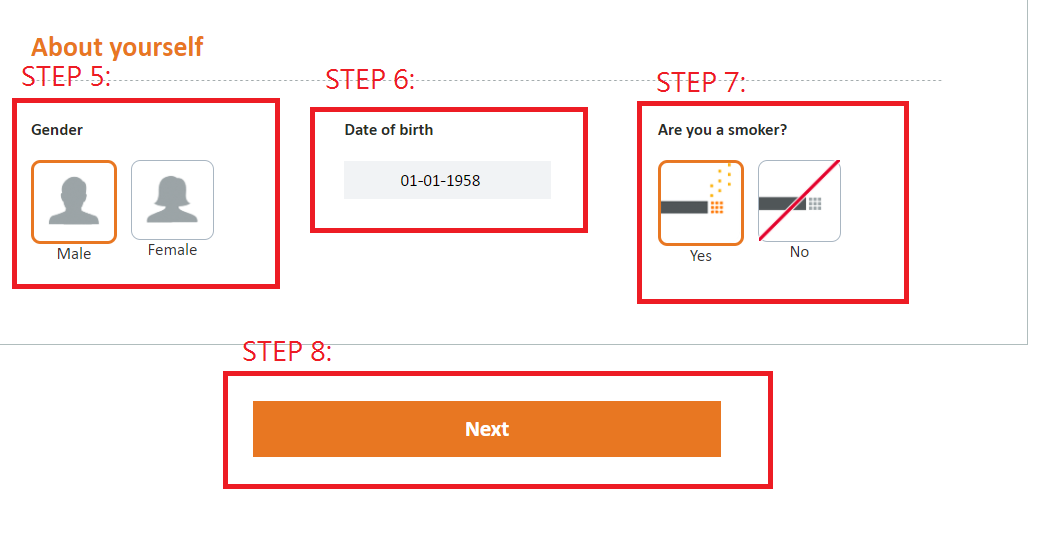 About yourself
STEP 5:
STEP 6:
STEP 7:
Gender
Date of birth
Are you a smoker?
01-01-1958
Male
Female
Yes
No
STEP 8:
Next